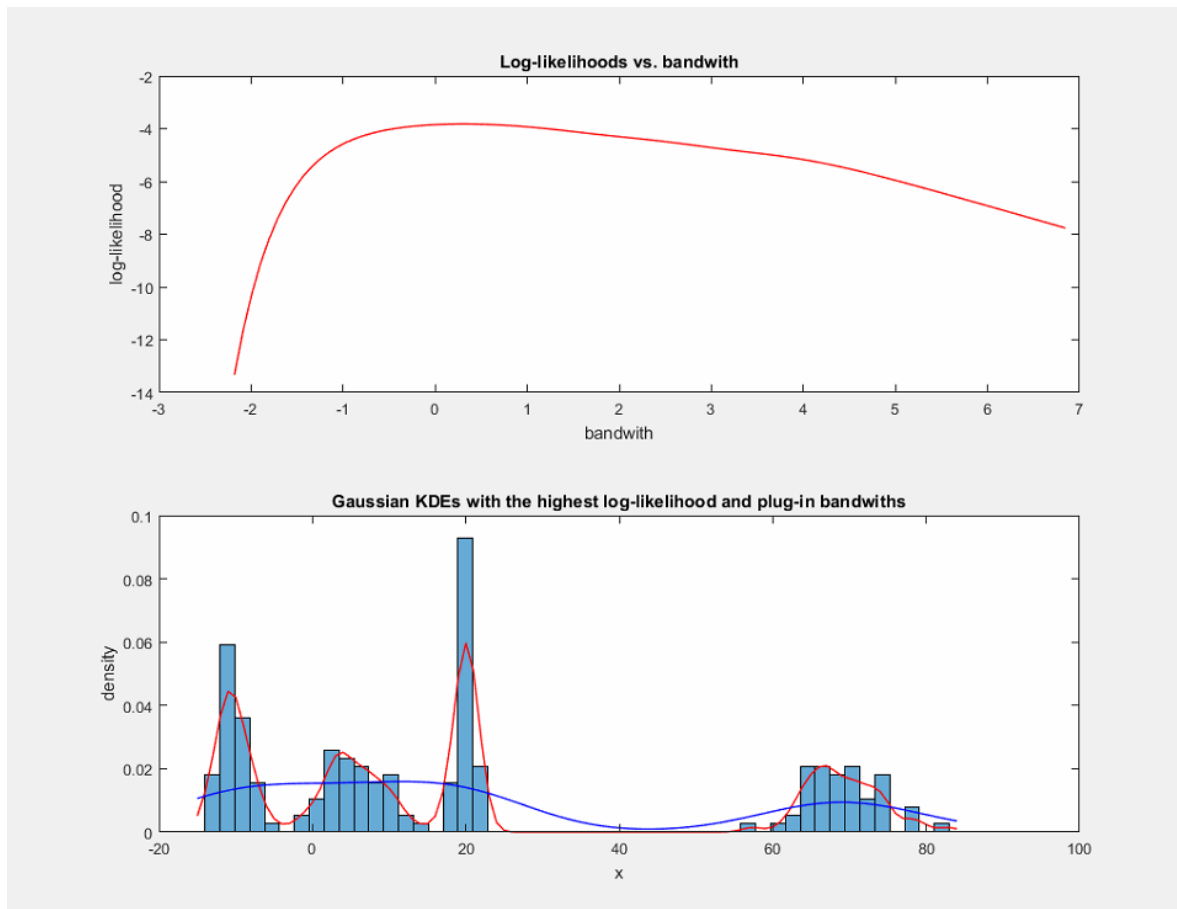 Log-likelihoods vs. bandwith
-2
-4
-6
-8
-10
-12
-14
log-likelihood
-3 -2 -1 0 1 2 3 4 5 6 7
bandwith
Gaussian KDEs with the highest log-likelihood and plug-in bandwiths
0.1
0.08
0.06
0.04
0.02
0
density
-20 0 20 40 60 80 100
x